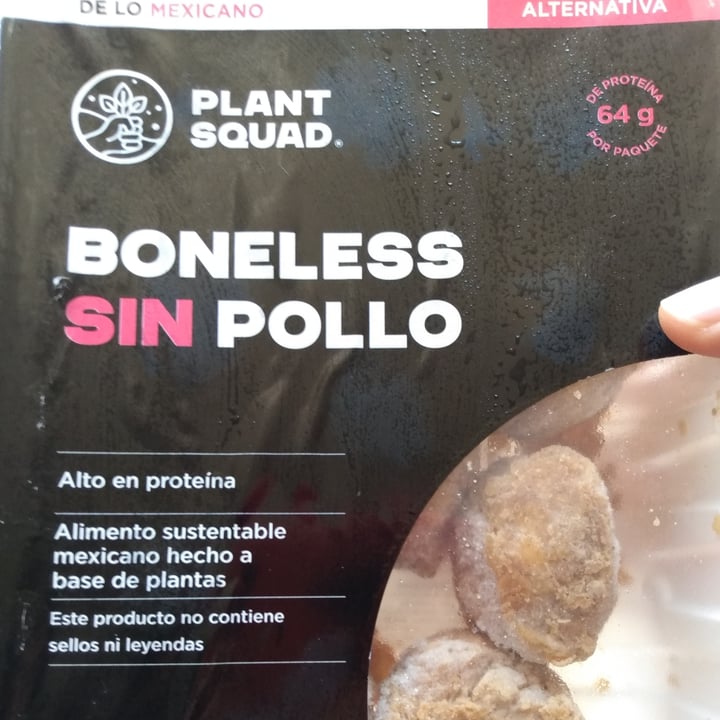 DE LO MEXICANO
ALTERNATIVA
PLANT
SQUAD®
DE PROTEÍNA
64 g
POR PAQUETE
BONELESS
SIN POLLO
Alto en proteína
Alimento sustentable
mexicano hecho a
base de plantas
Este producto no contiene
sellos ni leyendas